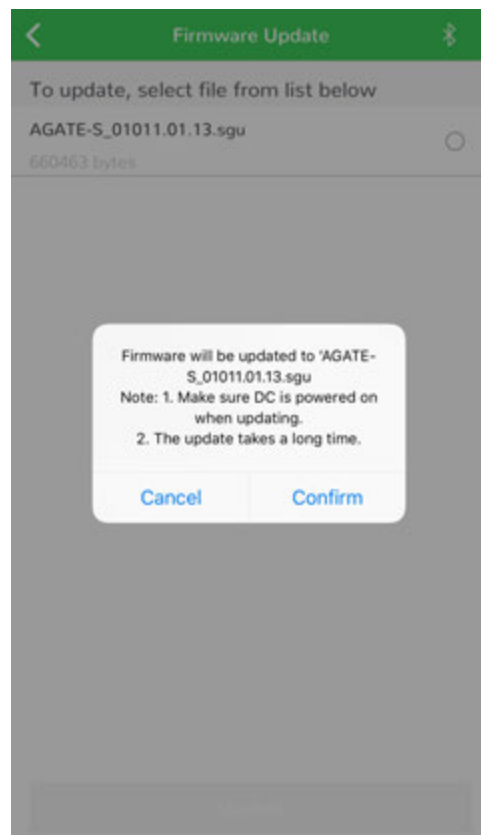 Firmware Update
To update, select file from list below
AGATE-S_01011.01.13.sgu
660463 bytes
Firmware will be updated to 'AGATE-
S_01011.01.13.sgu
Note: 1. Make sure DC is powered on
when updating.
2. The update takes a long time.
Cancel
Confirm